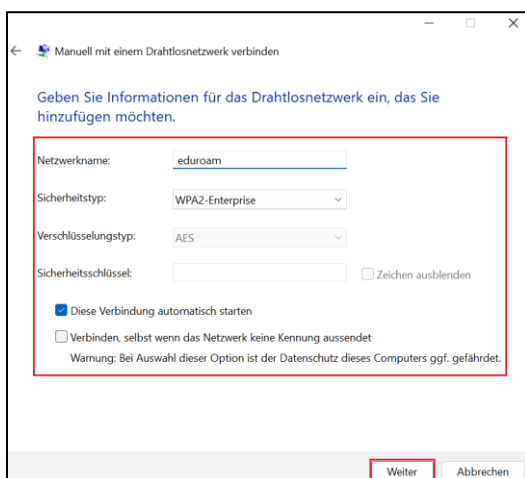 Manuell mit einem Drahtlosnetzwerk verbinden
Geben Sie Informationen für das Drahtlosnetzwerk ein, das Sie
hinzufügen möchten.
Netzwerkname: eduroam
Sicherheitstyp: WPA2-Enterprise
Verschlüsselungstyp: AES
Sicherheitsschlüssel: Zeichen ausblenden
Diese Verbindung automatisch starten
Verbinden, selbst wenn das Netzwerk keine Kennung aussendet
Warnung: Bei Auswahl dieser Option ist der Datenschutz dieses Computers ggf. gefährdet.
Weiter Abbrechen